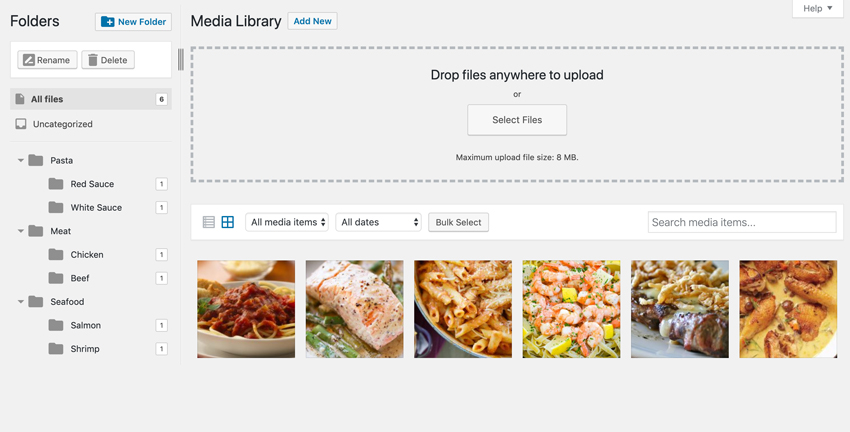 Help
Folders
New Folder
Media Library
Add New
Rename
Delete
All files 6
Uncategorized
Pasta
Red Sauce 1
White Sauce 1
Meat
Chicken 1
Beef 1
Seafood
Salmon 1
Shrimp 1
Drop files anywhere to upload
or
Select Files
Maximum upload file size: 8 MB.
All media items
All dates
Bulk Select
Search media items...